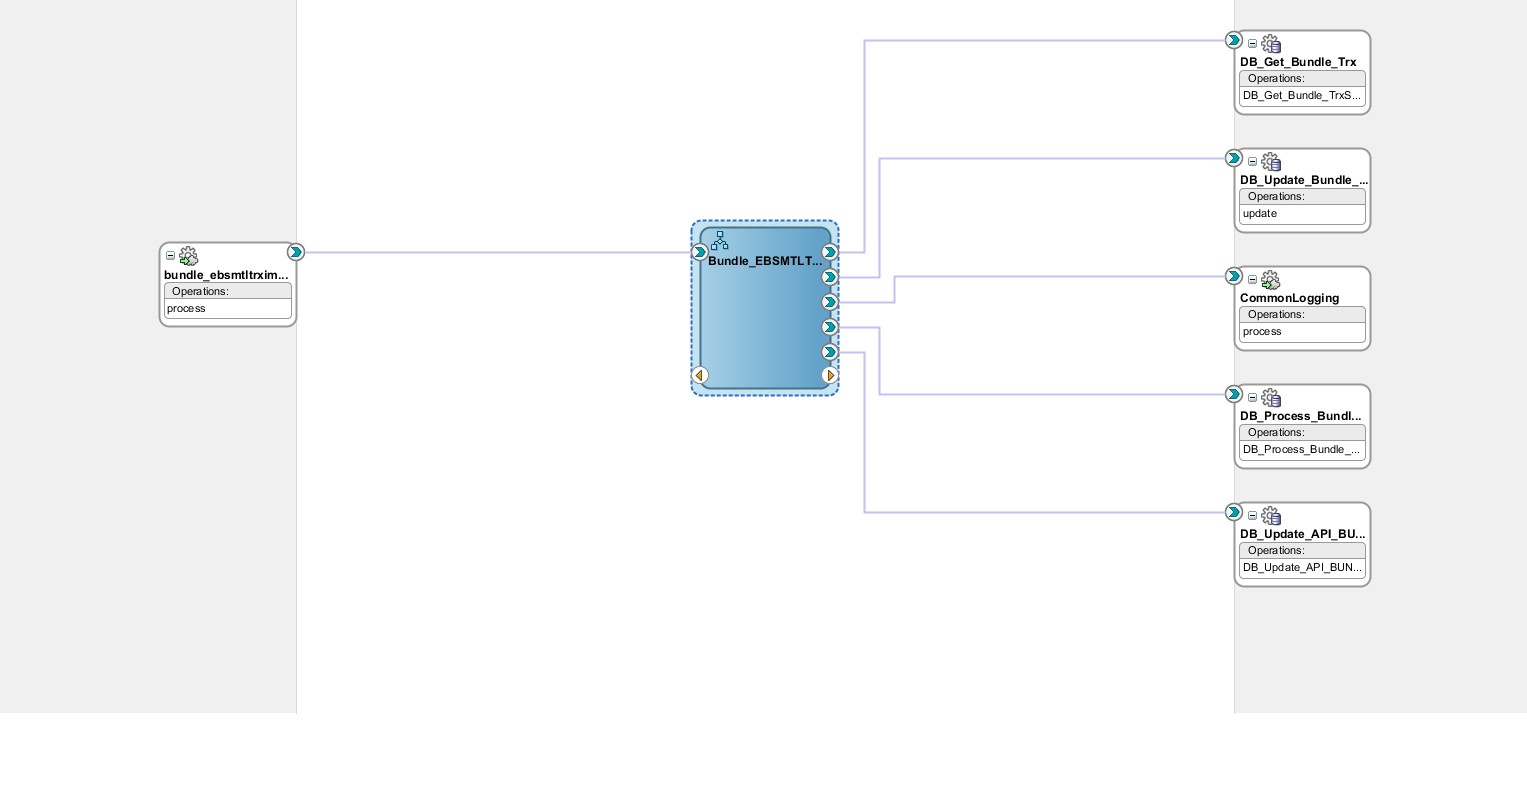 bundle_ebsmtltrxim...
Operations:
process
Bundle_EBSMTLT...
DB_Get_Bundle_Trx
Operations:
DB_Get_Bundle_TrxS...
DB_Update_Bundle_...
Operations:
update
CommonLogging
Operations:
process
DB_Process_Bundl...
Operations:
DB_Process_Bundle_...
DB_Update_API_BU...
Operations:
DB_Update_API_BUN...